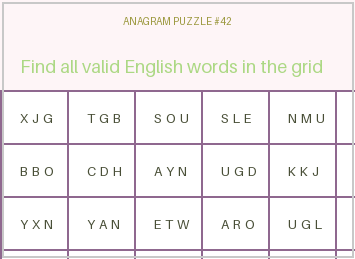 ANAGRAM PUZZLE #42
Find all valid English words in the grid
XJG TGB SOU SLE NMU
BBO CDH AYN UGD KKJ
YXN YAN ETW ARO UGL